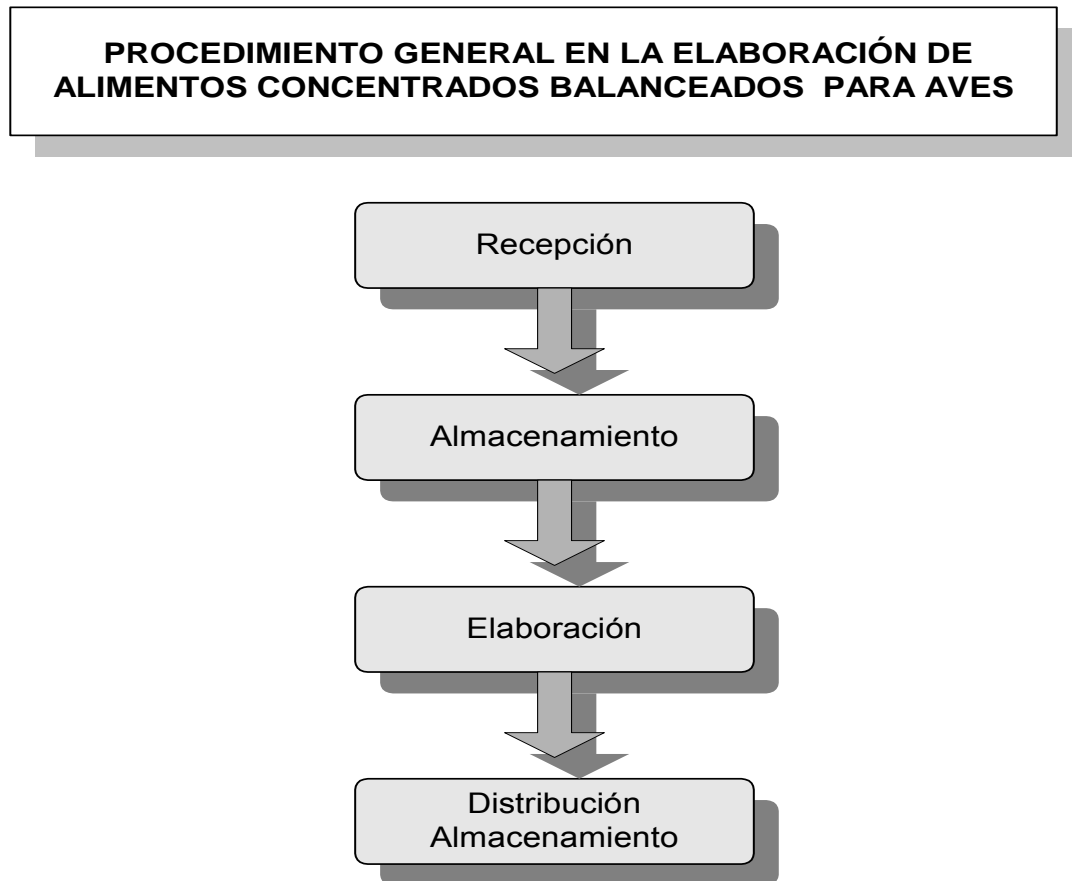 PROCEDIMIENTO GENERAL EN LA ELABORACIÓN DE
ALIMENTOS CONCENTRADOS BALANCEADOS PARA AVES
Recepción
Almacenamiento
Elaboración
Distribución
Almacenamiento